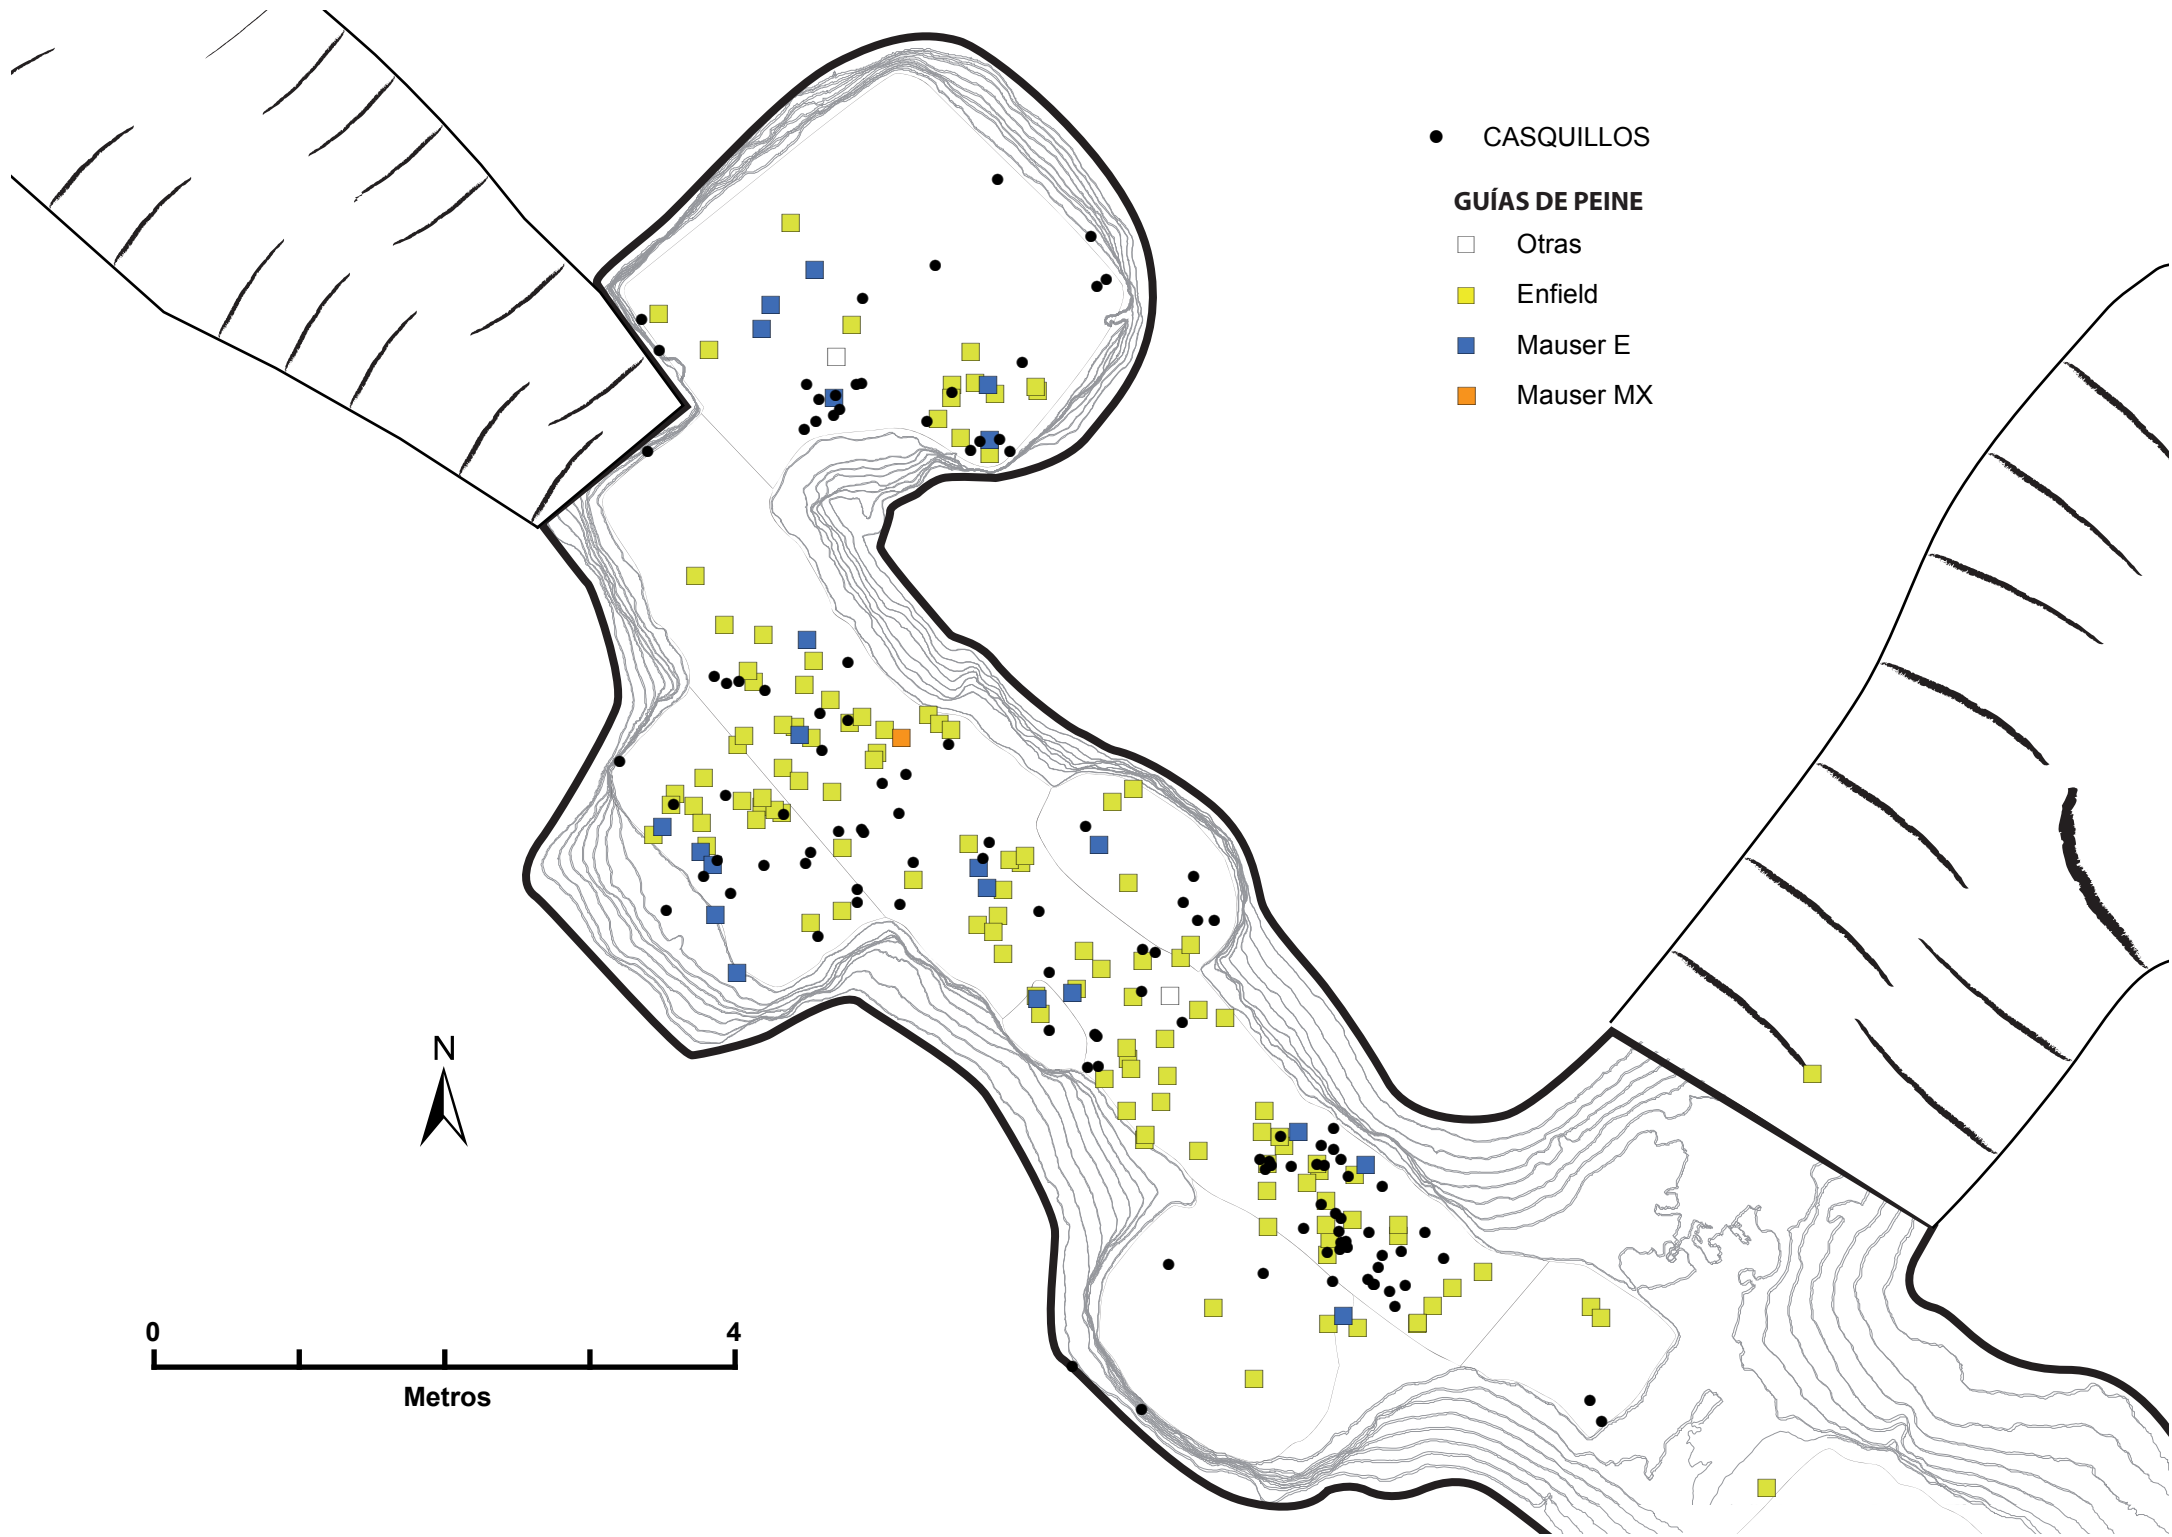 CASQUILLOS
GUÍAS DE PEINE
Otras
Enfield
Mauser E
Mauser MX
N
0 4
Metros